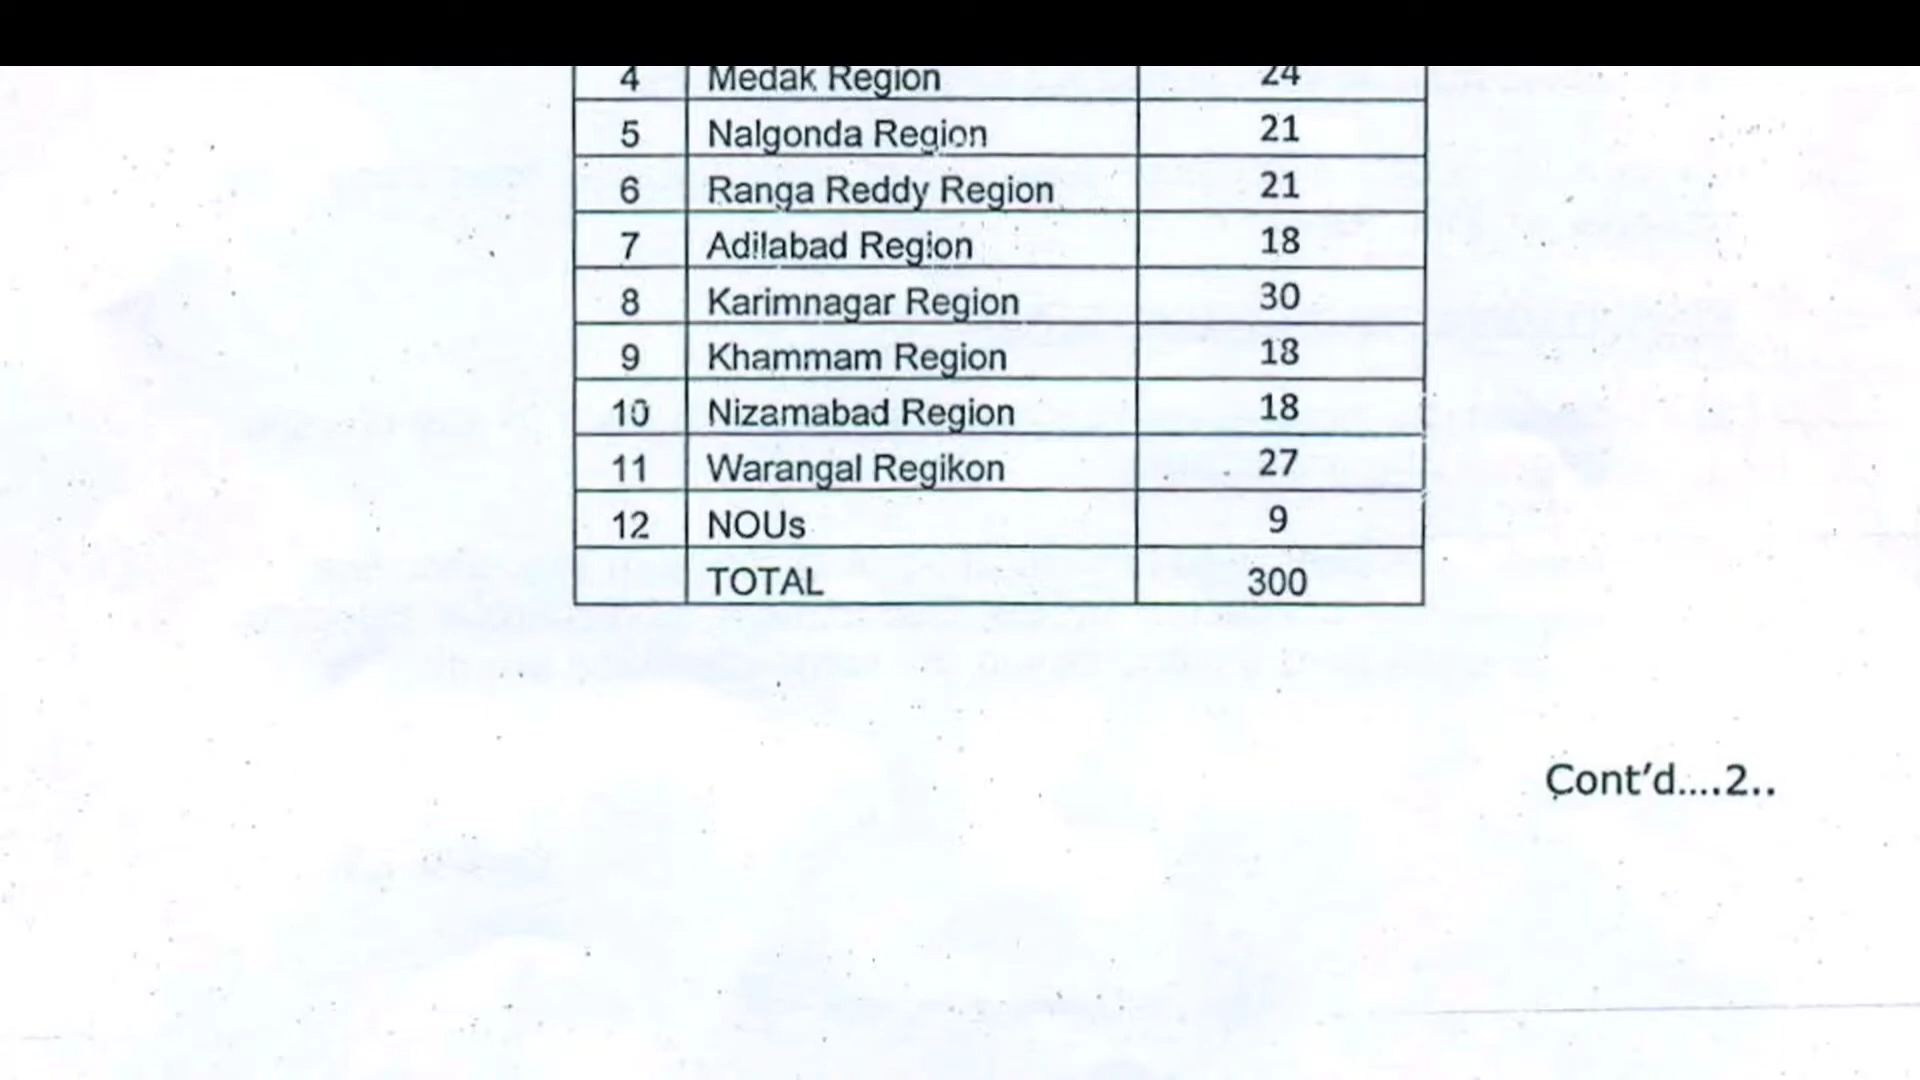 4 Medak Region 24
5 Nalgonda Region 21
6 Ranga Reddy Region 21
7 Adilabad Region 18
8 Karimnagar Region 30
9 Khammam Region 18
10 Nizamabad Region 18
11 Warangal Regikon 27
12 NOUs 9
TOTAL 300
Cont'd....2..